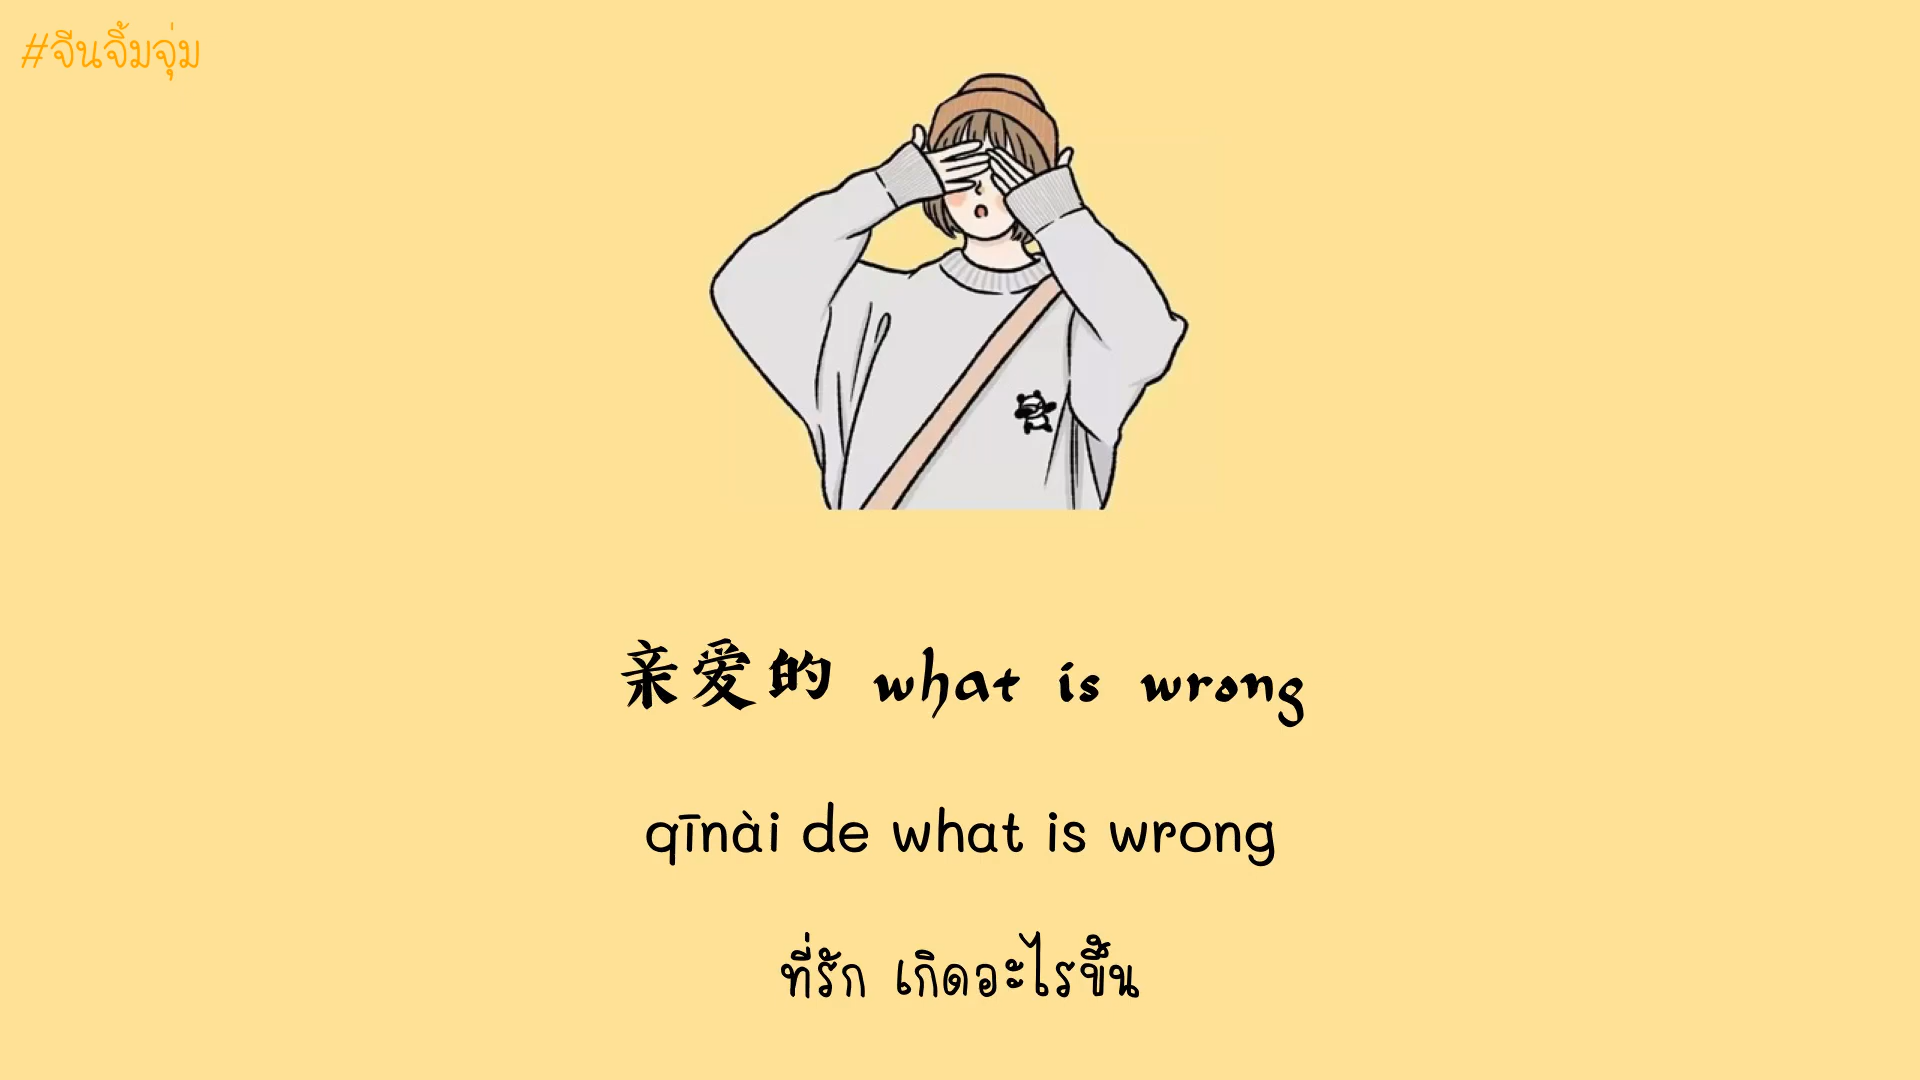 #จีนจิ้มจุ่ม
亲爱的 what is wrong
qīnài de what is wrong
ที่รัก เกิดอะไรขึ้น